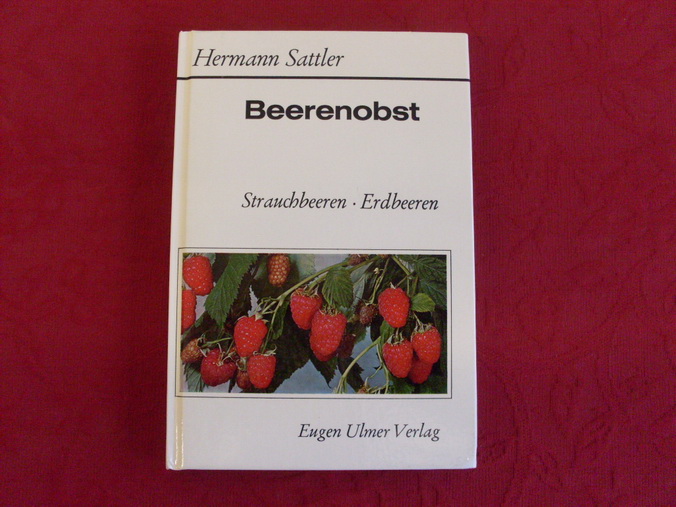 Hermann Sattler
Beerenobst
Strauchbeeren · Erdbeeren
Eugen Ulmer Verlag